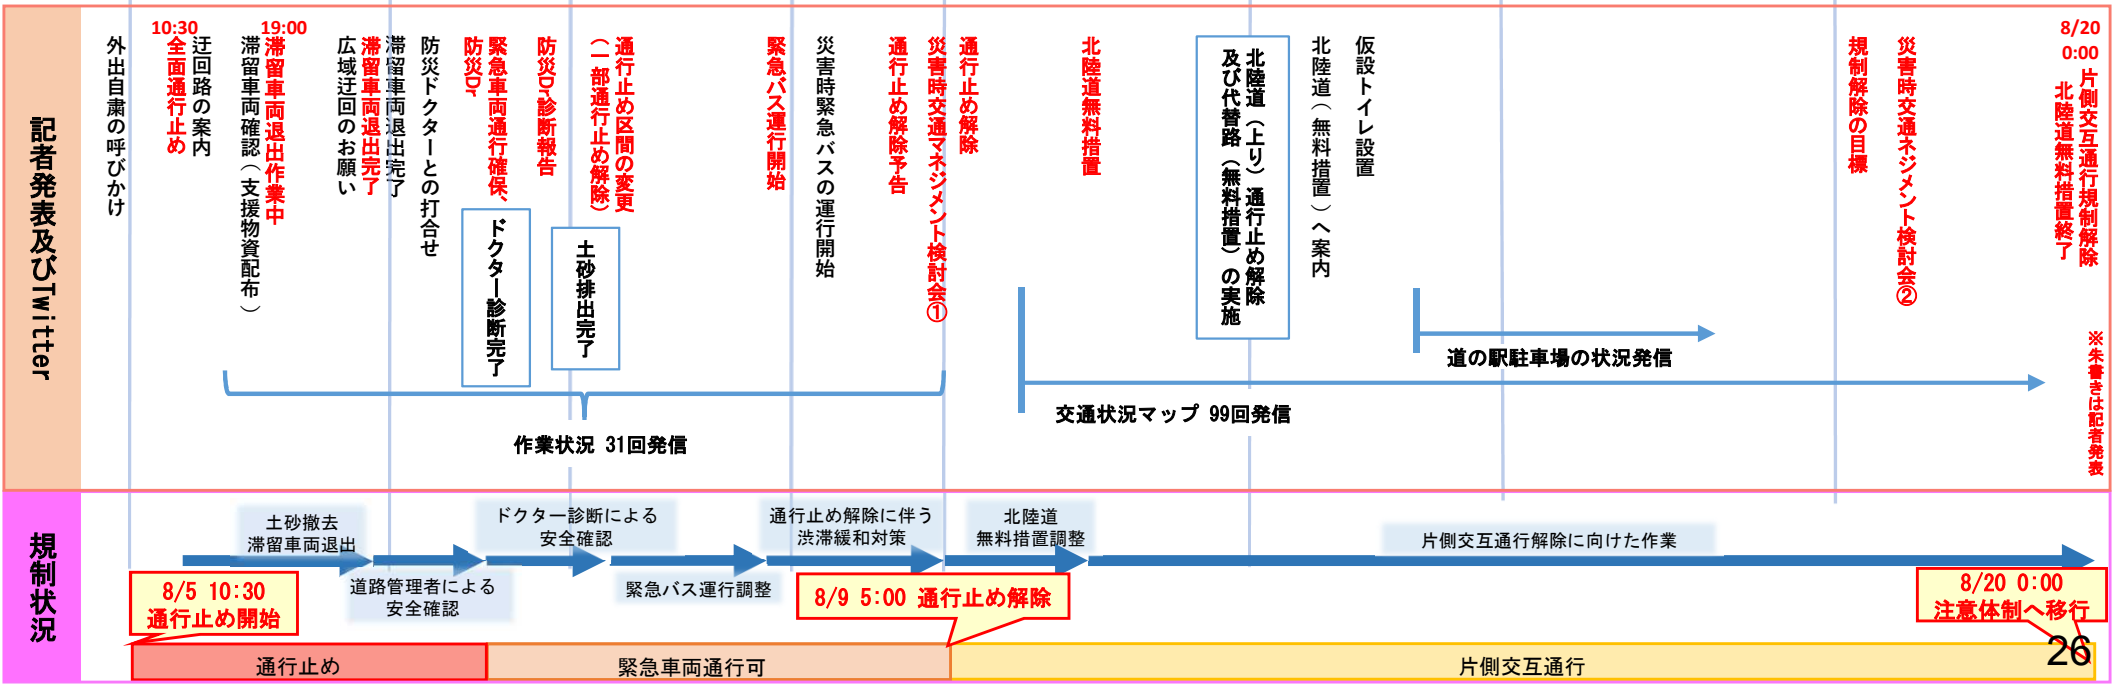 記者発表及びTwitter
外出自粛の呼びかけ
10:30
全面通行止め
迂回路の案内
滞留車両確認（支援物資配布）
19:00
滞留車両退出作業中
広域迂回のお願い
滞留車両退出完了
滞留車両退出完了
防災ドクターとの打合せ
緊急車両通行確保、
防災Dr
ドクター診断完了
防災Dr診断報告
土砂排出完了
通行止め区間の変更
（一部通行止め解除）
緊急バス運行開始
災害時緊急バスの運行開始
通行止め解除予告
災害時交通マネジメント検討会①
通行止め解除
北陸道無料措置
北陸道（上り）通行止め解除
及び代替路（無料措置）の実施
北陸道（無料措置）へ案内
仮設トイレ設置
規制解除の目標
災害時交通ネジメント検討会②
8/20
0:00
片側交互通行規制解除
北陸道無料措置終了
※朱書きは記者発表
道の駅駐車場の状況発信
交通状況マップ 99回発信
作業状況 31回発信
規制状況
土砂撤去
滞留車両退出
道路管理者による
安全確認
ドクター診断による
安全確認
緊急バス運行調整
通行止め解除に伴う
渋滞緩和対策
北陸道
無料措置調整
片側交互通行解除に向けた作業
8/5 10:30
通行止め開始
8/9 5:00 通行止め解除
8/20 0:00
注意体制へ移行
通行止め
緊急車両通行可
片側交互通行
26